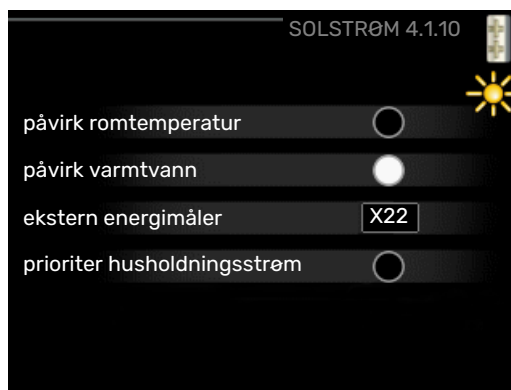 SOLSTRØM 4.1.10
påvirk romtemperatur
påvirk varmtvann
ekstern energimåler X22
prioriter husholdningsstrøm